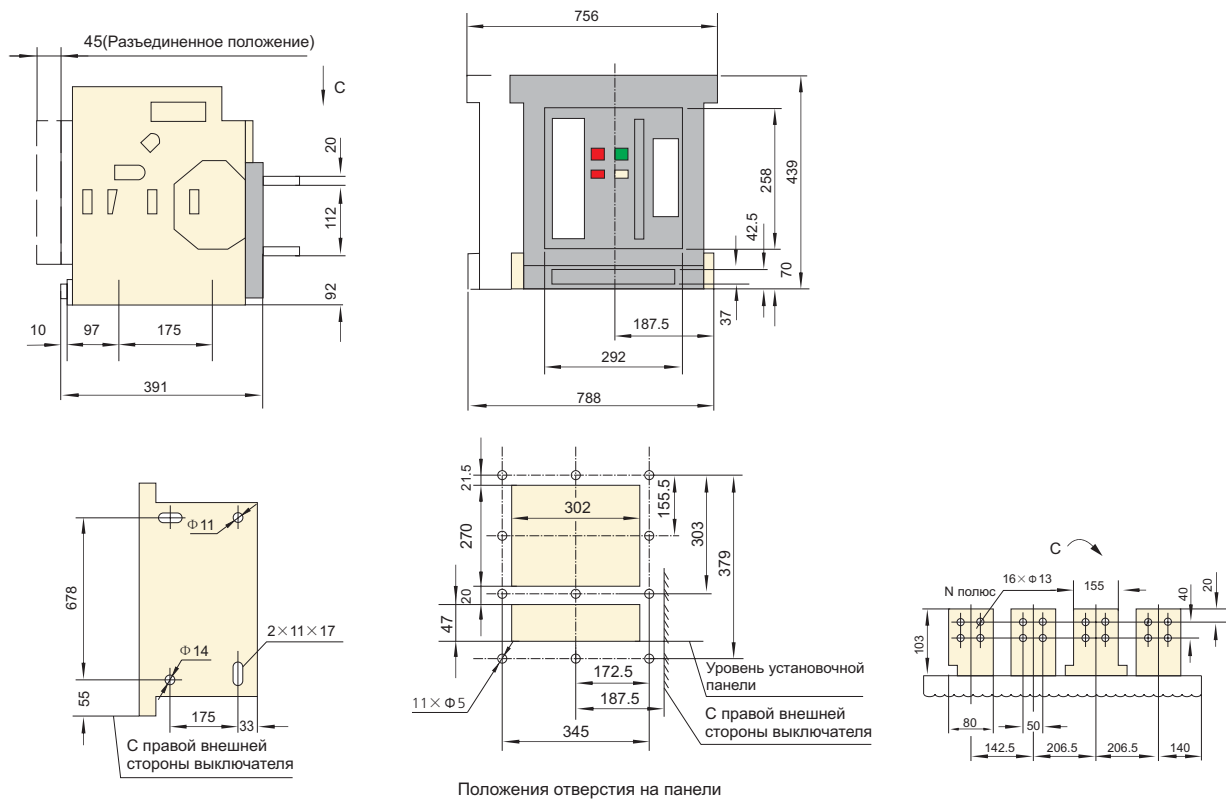 45(Разъединенное положение)
C
20
112
92
10
97
175
391
756
258
439
42.5
70
37
187.5
292
788
678
55
Φ11
Φ14
2×11×17
175
33
С правой внешней
стороны выключателя
21.5
270
20
47
302
155.5
303
379
11×Φ5
172.5
187.5
345
Уровень установочной
панели
С правой внешней
стороны выключателя
C
N полюс
16×Φ13
155
40
20
103
80
50
142.5
206.5
206.5
140
Положения отверстия на панели